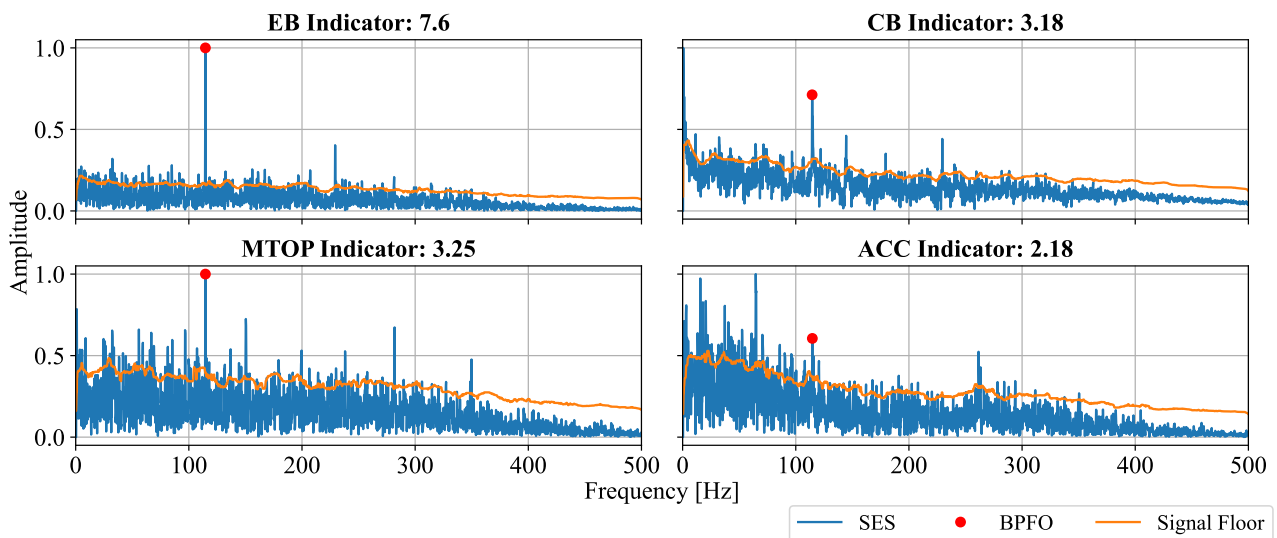 EB Indicator: 7.6
CB Indicator: 3.18
1.0
0.5
0.0
MTOP Indicator: 3.25
ACC Indicator: 2.18
Amplitude
1.0
0.5
0.0
0 100 200 300 400 500
0 100 200 300 400 500
Frequency [Hz]
SES BPFO Signal Floor